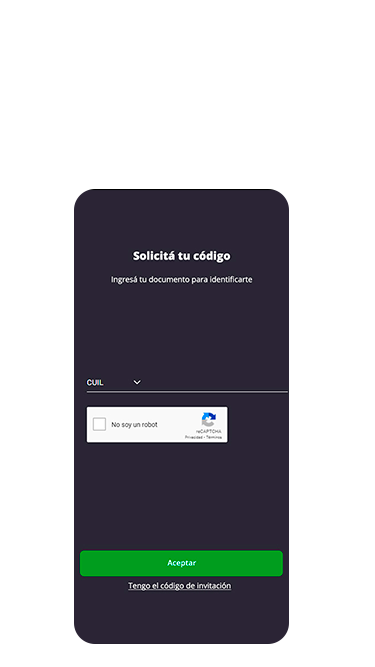 Solicitá tu código
Ingresá tu documento para identificarte
CUIL
No soy un robot
reCAPTCHA
Privacidad - Términos
Aceptar
Tengo el código de invitación